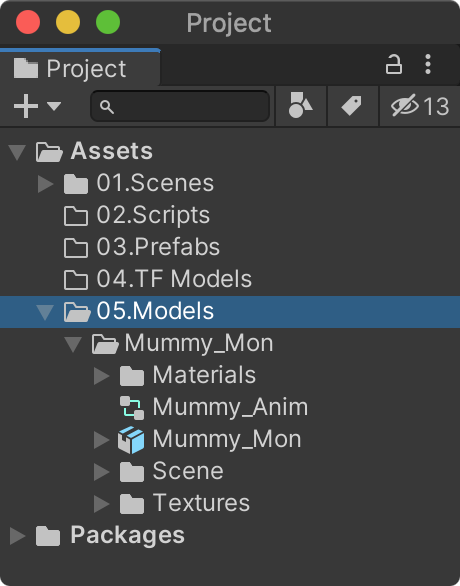 Project
Project
13
Assets
01.Scenes
02.Scripts
03.Prefabs
04.TF Models
05.Models
Mummy_Mon
Materials
Mummy_Anim
Mummy_Mon
Scene
Textures
Packages